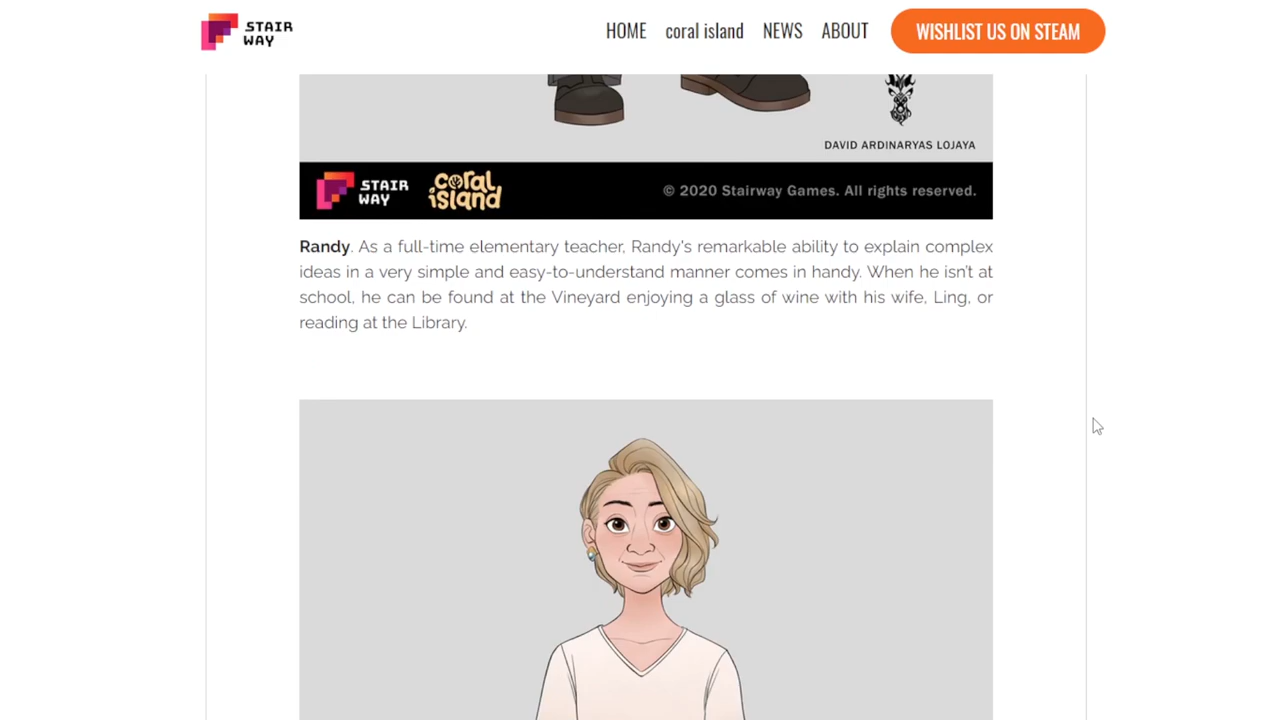 STAIR
WAY
HOME
coral island
NEWS
ABOUT
WISHLIST US ON STEAM
DAVID ARDINARYAS LOJAYA
STAIR
WAY
coral
island
© 2020 Stairway Games. All rights reserved.
Randy. As a full-time elementary teacher, Randy's remarkable ability to explain complex
ideas in a very simple and easy-to-understand manner comes in handy. When he isn't at
school, he can be found at the Vineyard enjoying a glass of wine with his wife, Ling, or
reading at the Library.